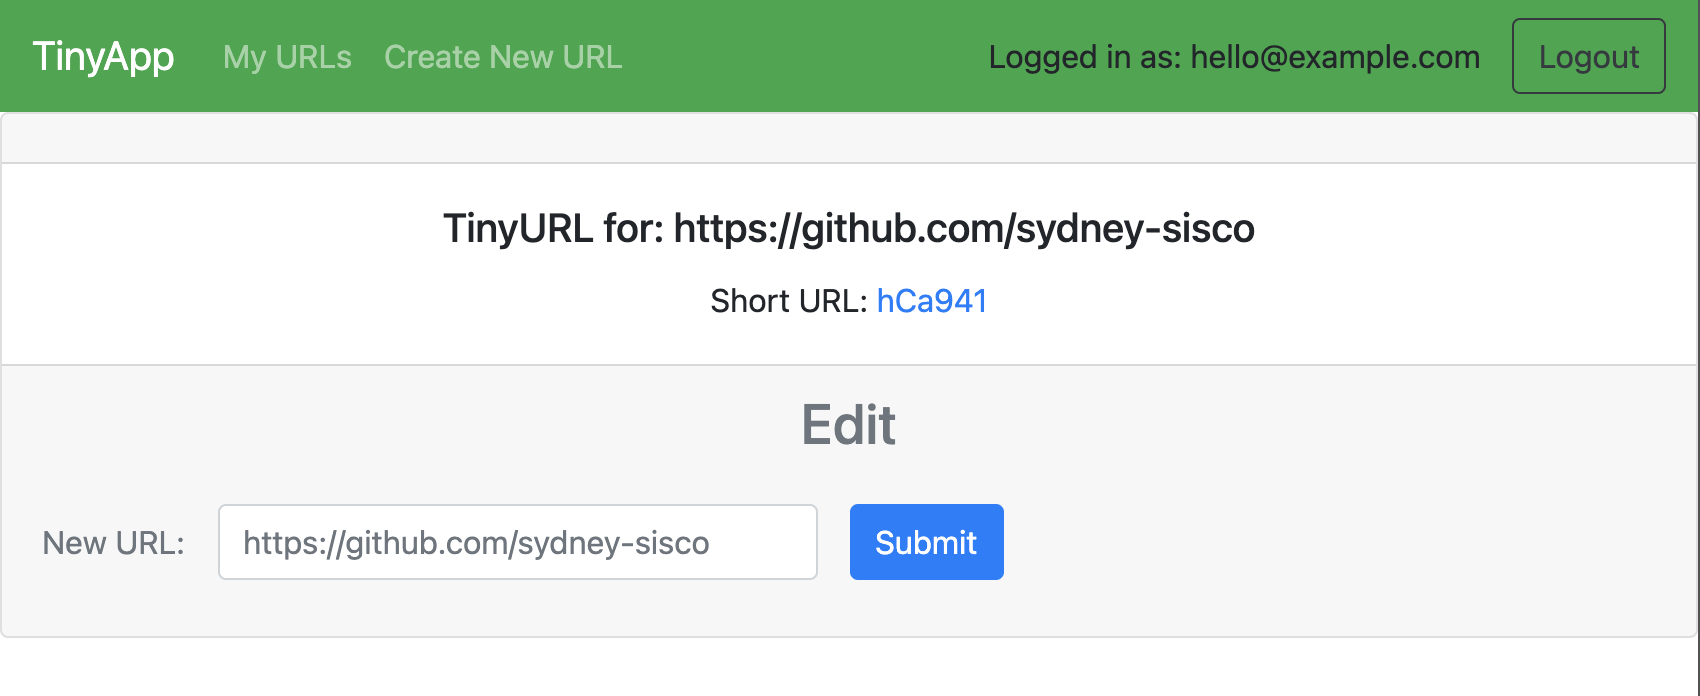 TinyApp My URLs Create New URL Logged in as: hello@example.com Logout
TinyURL for: https://github.com/sydney-sisco
Short URL: hCa941
Edit
New URL: https://github.com/sydney-sisco Submit